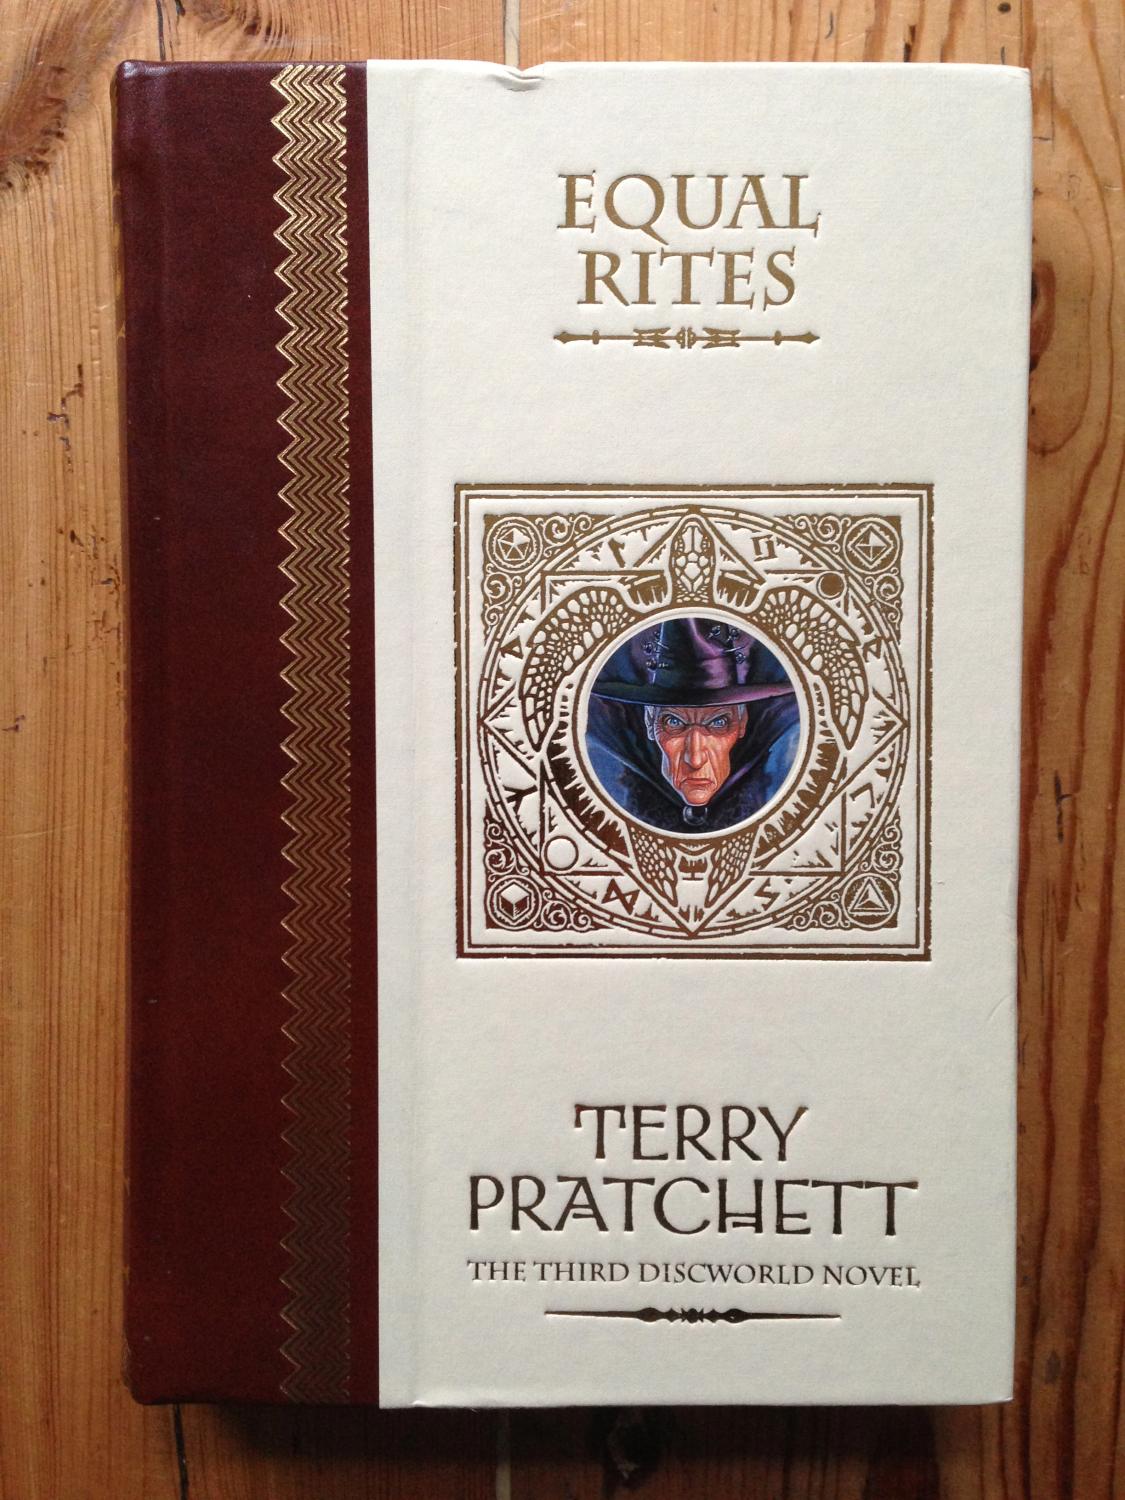 EQUAL
RITES
TERRY
PRATCHETT
THE THIRD DISCWORLD NOVEL